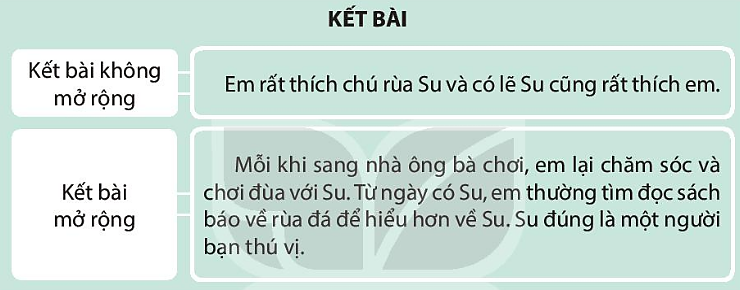 KẾT BÀI
Kết bài không
mở rộng
Em rất thích chú rùa Su và có lẽ Su cũng rất thích em.
Kết bài
mở rộng
Mỗi khi sang nhà ông bà chơi, em lại chăm sóc và
chơi đùa với Su. Từ ngày có Su, em thường tìm đọc sách
báo về rùa đá để hiểu hơn về Su. Su đúng là một người
bạn thú vị.